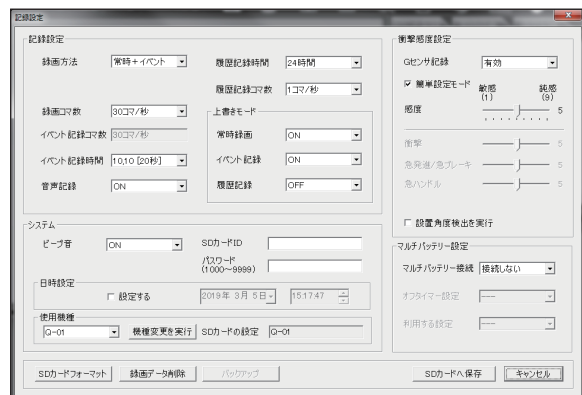 記録設定
記録設定
録画方法 常時+イベント
履歴記録時間 24時間
履歴記録コマ数 1コマ/秒
録画コマ数 30コマ/秒
イベント記録コマ数 30コマ/秒
イベント記録時間 10,10 [20秒]
音声記録 ON
上書きモード
常時録画 ON
イベント記録 ON
履歴記録 OFF
衝撃感度設定
Gセンサ記録 有効
簡単設定モード 敏感 鈍感
(1) (9)
感度 5
衝撃 5
急発進/急ブレーキ 5
急ハンドル 5
設置角度検出を実行
システム
ビープ音 ON
SDカードID
パスワード
(1000～9999)
日時設定
設定する 2019年 3月 5日 15:17:47
使用機種
Q-01 機種変更を実行 SDカードの設定 Q-01
マルチバッテリー設定
マルチバッテリー接続 接続しない
オフタイマー設定 ---
利用する設定 ---
SDカードフォーマット 録画データ削除 バックアップ SDカードへ保存 キャンセル